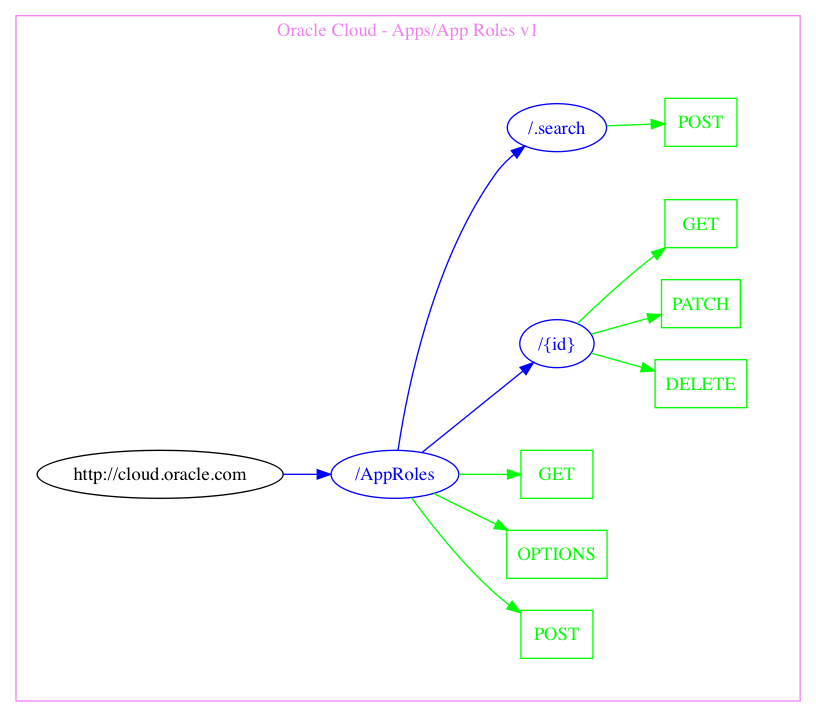 Oracle Cloud - Apps/App Roles v1
/.search
POST
GET
/{id}
PATCH
DELETE
http://cloud.oracle.com
/AppRoles
GET
OPTIONS
POST